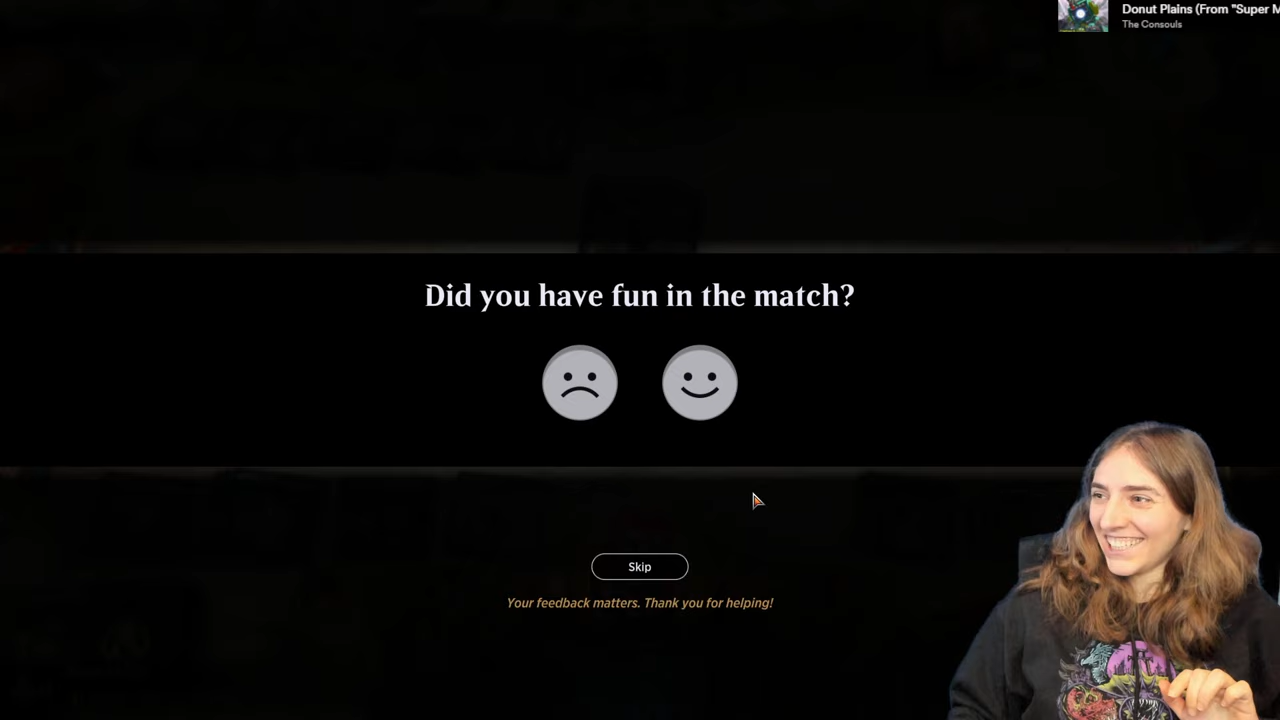 Donut Plains (From "Super M
The Consouls
Did you have fun in the match?
Skip
Your feedback matters. Thank you for helping!